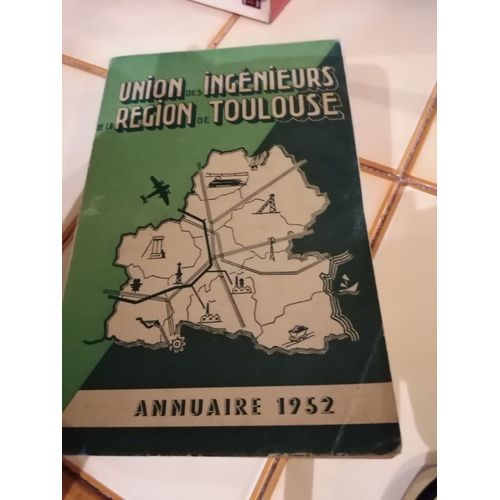 UNION DES INGÉNIEURS
DE LA RÉGION DE TOULOUSE
ANNUAIRE 1952